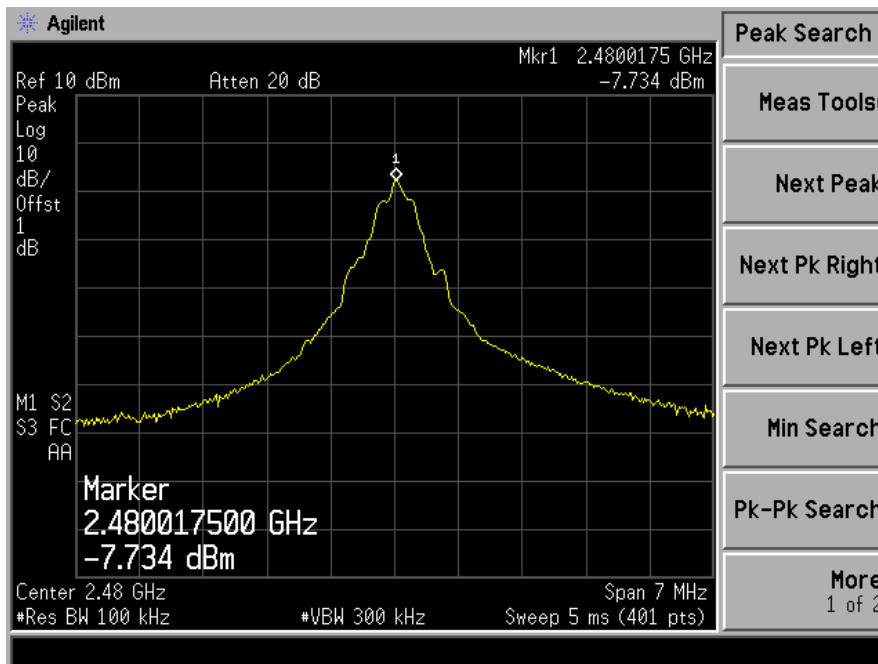 Agilent
Peak Search
Mkr1 2.4800175 GHz
Ref 10 dBm Atten 20 dB -7.734 dBm
Peak
Log
10
dB/
Offst
1
dB
1
M1 S2
S3 FC
AA
Marker
2.480017500 GHz
-7.734 dBm
Center 2.48 GHz Span 7 MHz
#Res BW 100 kHz #VBW 300 kHz Sweep 5 ms (401 pts)
Meas Tools
Next Peak
Next Pk Right
Next Pk Left
Min Search
Pk-Pk Search
More
1 of 2